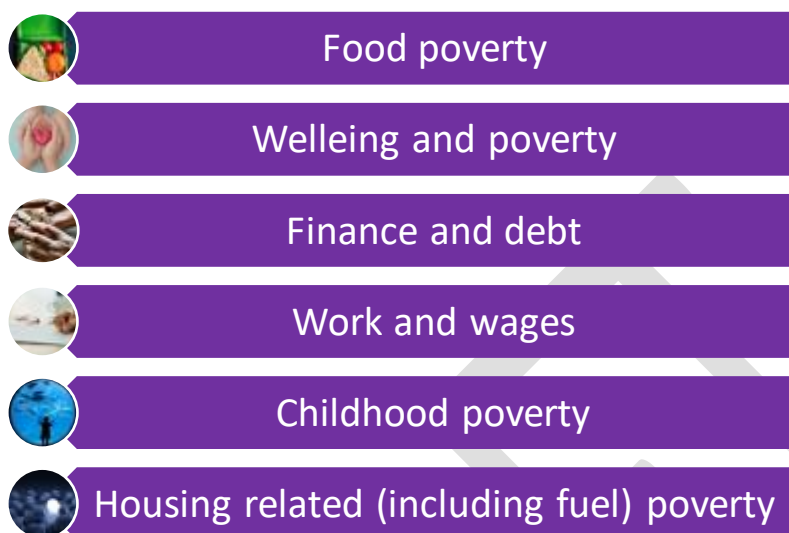 Food poverty
Welleing and poverty
Finance and debt
Work and wages
Childhood poverty
Housing related (including fuel) poverty